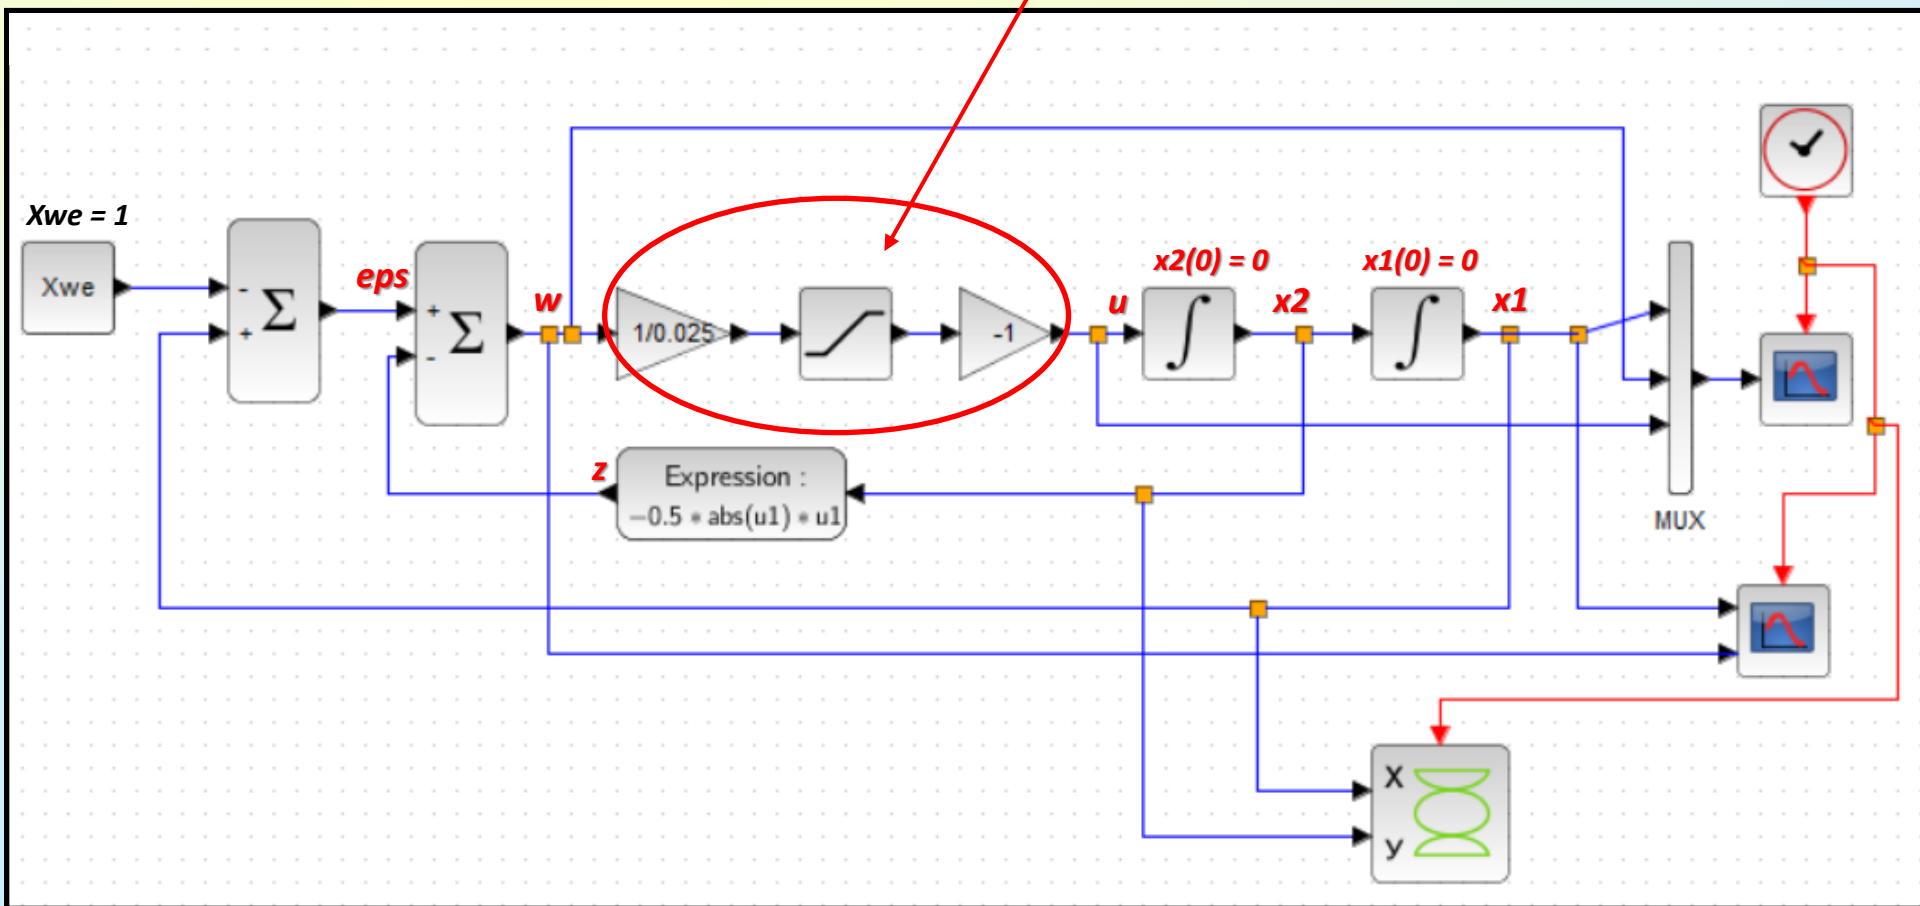 Xwe = 1
Xwe
-
+
Σ
eps
+
-
Σ
w
1/0.025
-1
u
x2(0) = 0
∫
x2
x1(0) = 0
∫
x1
z
Expression :
−0.5 * abs(u1) * u1
MUX
X
y